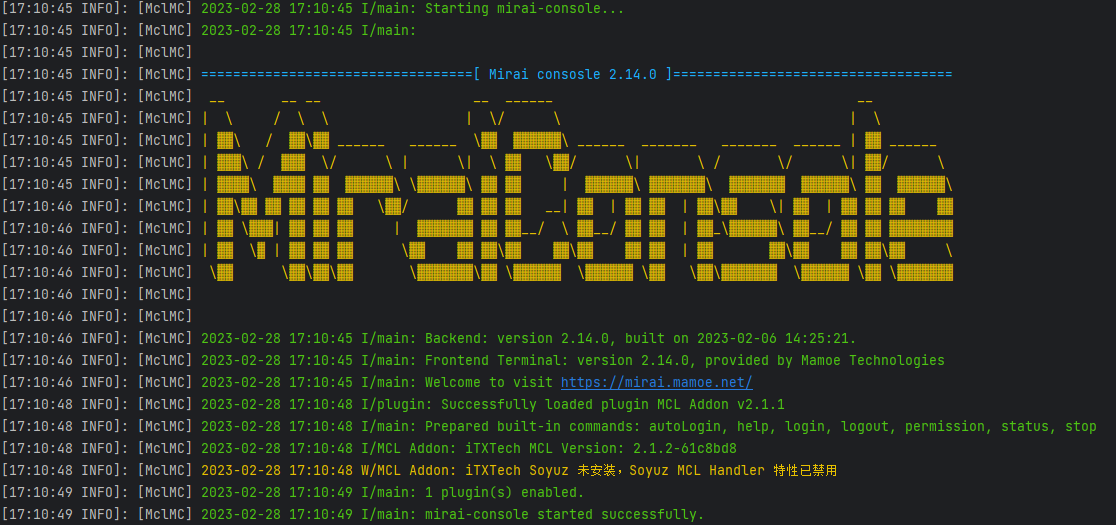 [17:10:45 INFO]: [MclMC] 2023-02-28 17:10:45 I/main: Starting mirai-console...
[17:10:45 INFO]: [MclMC] 2023-02-28 17:10:45 I/main:
[17:10:45 INFO]: [MclMC]
[17:10:45 INFO]: [MclMC] ==================================[ Mirai consosle 2.14.0 ]===================================
[17:10:45 INFO]: [MclMC]
[17:10:45 INFO]: [MclMC]
[17:10:45 INFO]: [MclMC]
[17:10:45 INFO]: [MclMC]
[17:10:45 INFO]: [MclMC]
[17:10:46 INFO]: [MclMC]
[17:10:46 INFO]: [MclMC]
[17:10:46 INFO]: [MclMC]
[17:10:46 INFO]: [MclMC]
[17:10:46 INFO]: [MclMC]
[17:10:46 INFO]: [MclMC]
[17:10:46 INFO]: [MclMC] 2023-02-28 17:10:45 I/main: Backend: version 2.14.0, built on 2023-02-06 14:25:21.
[17:10:46 INFO]: [MclMC] 2023-02-28 17:10:45 I/main: Frontend Terminal: version 2.14.0, provided by Mamoe Technologies
[17:10:46 INFO]: [MclMC] 2023-02-28 17:10:45 I/main: Welcome to visit https://mirai.mamoe.net/
[17:10:48 INFO]: [MclMC] 2023-02-28 17:10:48 I/plugin: Successfully loaded plugin MCL Addon v2.1.1
[17:10:48 INFO]: [MclMC] 2023-02-28 17:10:48 I/main: Prepared built-in commands: autoLogin, help, login, logout, permission, status, stop
[17:10:48 INFO]: [MclMC] 2023-02-28 17:10:48 I/MCL Addon: iTXTech MCL Version: 2.1.2-61c8bd8
[17:10:48 INFO]: [MclMC] 2023-02-28 17:10:48 W/MCL Addon: iTXTech Soyuz 未安装，Soyuz MCL Handler 特性已禁用
[17:10:49 INFO]: [MclMC] 2023-02-28 17:10:49 I/main: 1 plugin(s) enabled.
[17:10:49 INFO]: [MclMC] 2023-02-28 17:10:49 I/main: mirai-console started successfully.